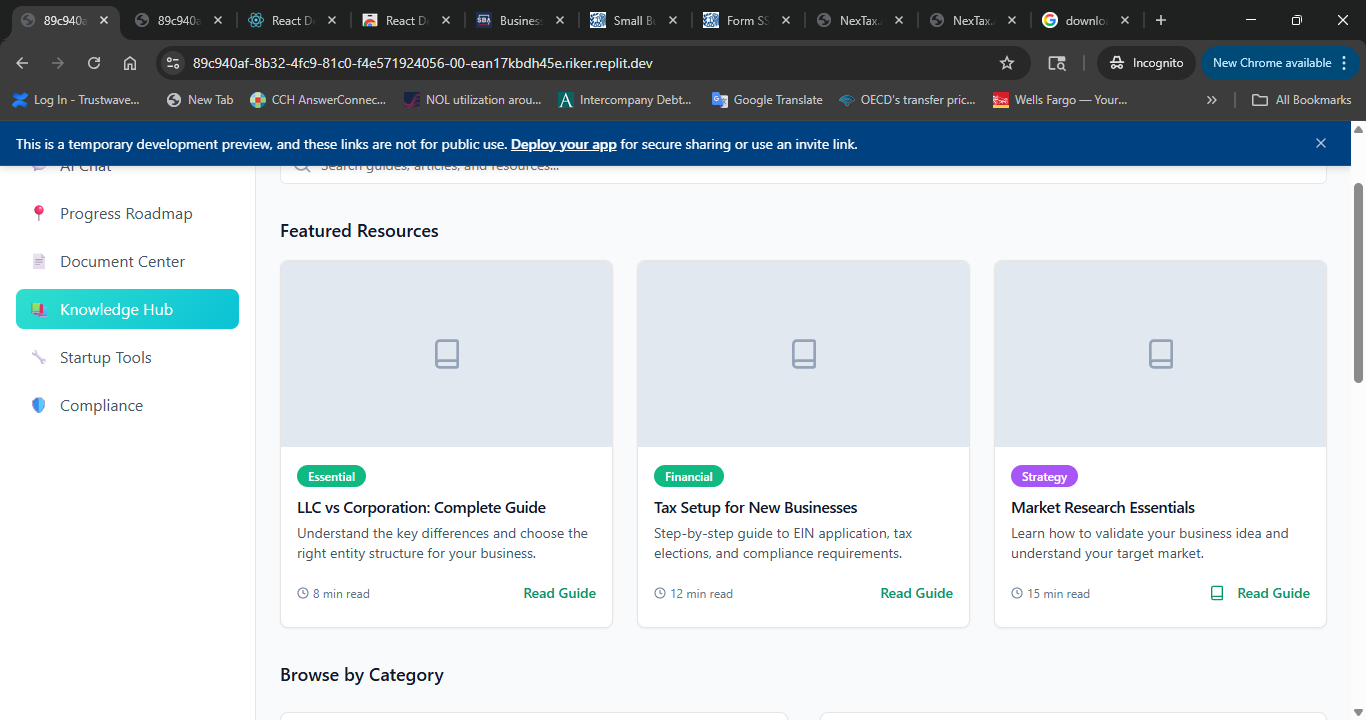 89c940a
89c940a
React D
React D
Busines
Small B
Form SS
NexTax.
NexTax.
downlo
89c940af-8b32-4fc9-81c0-f4e571924056-00-ean17kbdh45e.riker.replit.dev
Incognito
New Chrome available
Log In - Trustwave...
New Tab
CCH AnswerConnec...
NOL utilization arou...
Intercompany Debt...
Google Translate
OECD's transfer pric...
Wells Fargo — Your...
All Bookmarks
This is a temporary development preview, and these links are not for public use. Deploy your app for secure sharing or use an invite link.
AI Chat
Search guides, articles, and resources...
Progress Roadmap
Document Center
Knowledge Hub
Startup Tools
Compliance
Featured Resources
Essential
LLC vs Corporation: Complete Guide
Understand the key differences and choose the
right entity structure for your business.
8 min read
Read Guide
Financial
Tax Setup for New Businesses
Step-by-step guide to EIN application, tax
elections, and compliance requirements.
12 min read
Read Guide
Strategy
Market Research Essentials
Learn how to validate your business idea and
understand your target market.
15 min read
Read Guide
Browse by Category